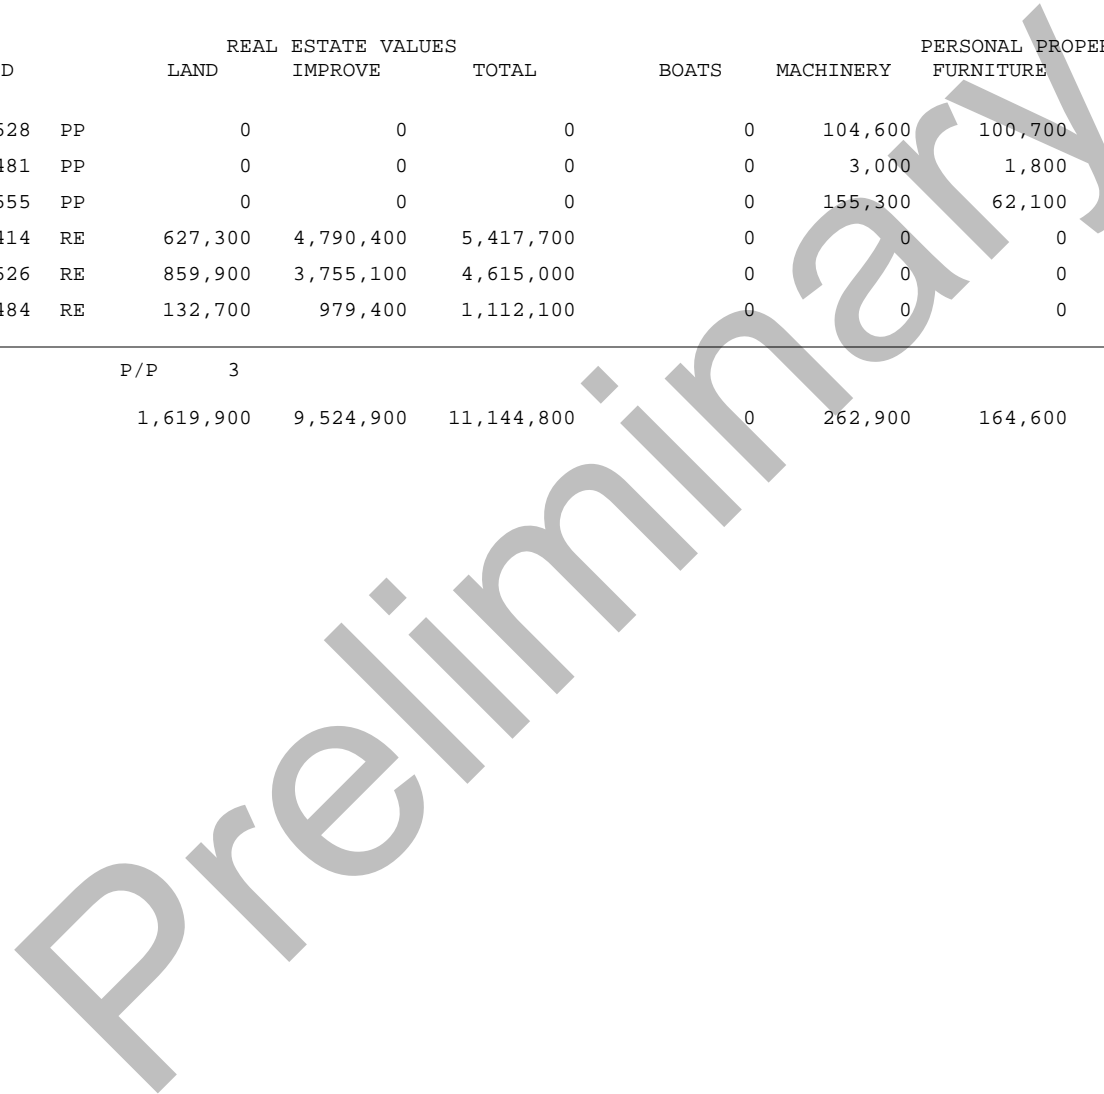 REAL ESTATE VALUES PERSONAL PROPE
D LAND IMPROVE TOTAL BOATS MACHINERY FURNITURE
528 PP 0 0 0 0 104,600 100,700
481 PP 0 0 0 0 3,000 1,800
555 PP 0 0 0 0 155,300 62,100
414 RE 627,300 4,790,400 5,417,700 0 0 0
526 RE 859,900 3,755,100 4,615,000 0 0 0
484 RE 132,700 979,400 1,112,100 0 0 0
P/P 3
1,619,900 9,524,900 11,144,800 0 262,900 164,600
Preliminary